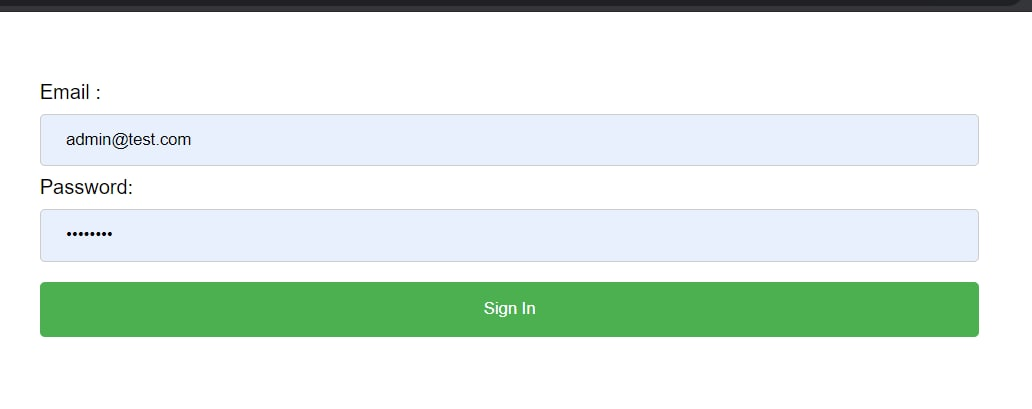 Email :
admin@test.com
Password:
••••••••
Sign In